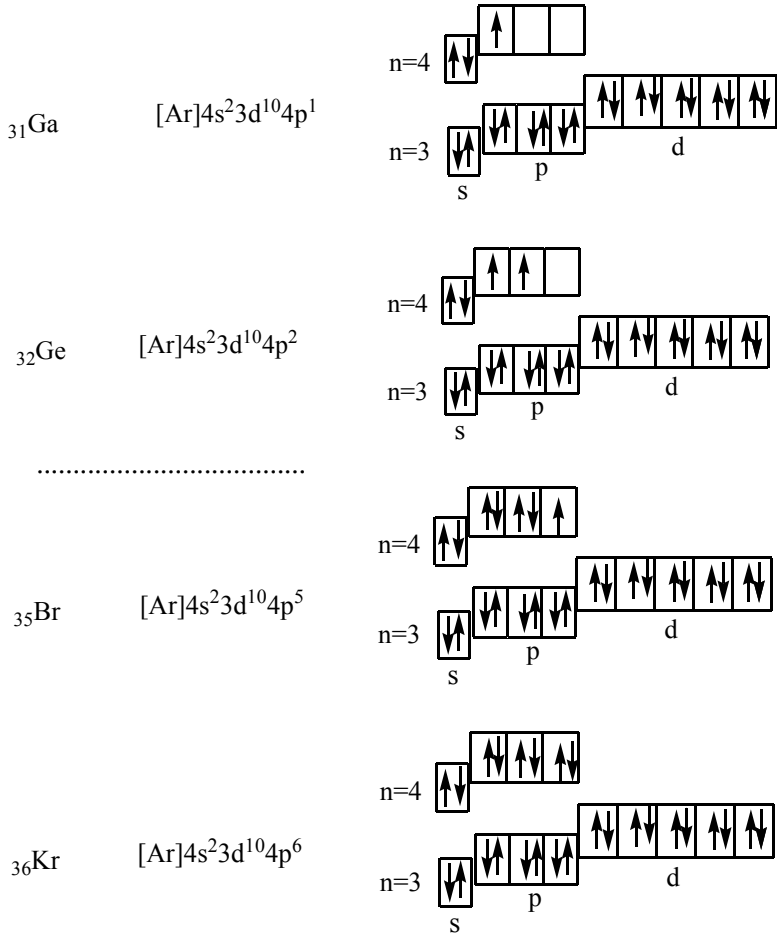 n=4
₃₁Ga [Ar]4s²3d¹⁰4p¹
n=3
d
p
s
n=4
₃₂Ge [Ar]4s²3d¹⁰4p²
n=3
d
p
s
.....................................
n=4
₃₅Br [Ar]4s²3d¹⁰4p⁵
n=3
d
p
s
n=4
₃₆Kr [Ar]4s²3d¹⁰4p⁶
n=3
d
p
s